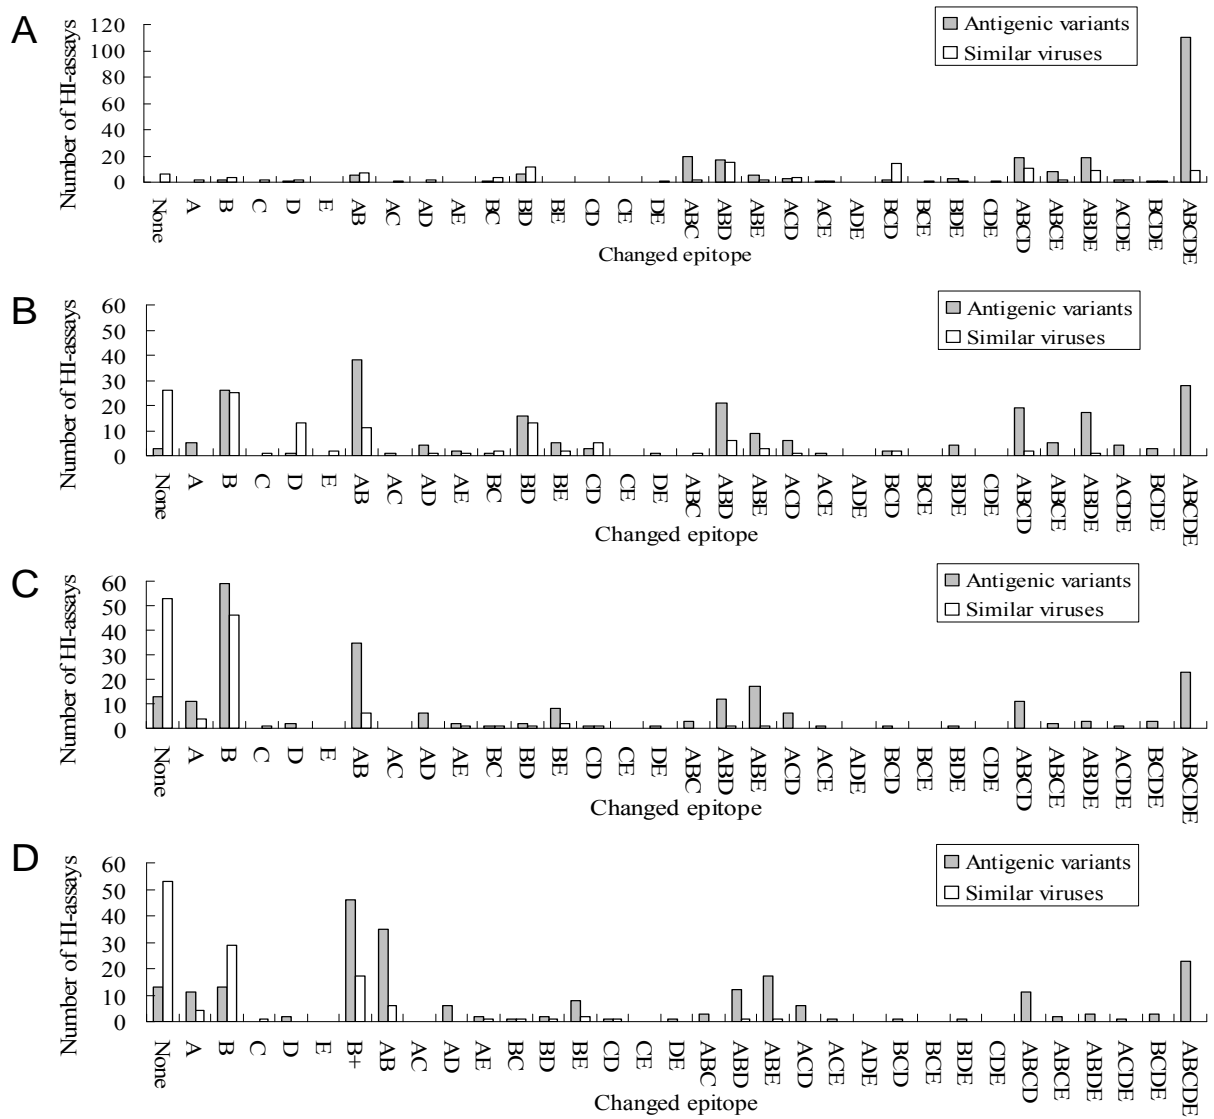 A
Number of HI-assays
120
100
80
60
40
20
0
Antigenic variants
Similar viruses
None A B C D E AB AC AD AE BC BD BE CD CE DE ABC ABD ABE ACD ACE ADE BCD BCE BDE CDE ABCD ABCE ABDE ACDE BCDE ABCDE
Changed epitope
B
Number of HI-assays
60
50
40
30
20
10
0
Antigenic variants
Similar viruses
None A B C D E AB AC AD AE BC BD BE CD CE DE ABC ABD ABE ACD ACE ADE BCD BCE BDE CDE ABCD ABCE ABDE ACDE BCDE ABCDE
Changed epitope
C
Number of HI-assays
60
50
40
30
20
10
0
Antigenic variants
Similar viruses
None A B C D E AB AC AD AE BC BD BE CD CE DE ABC ABD ABE ACD ACE ADE BCD BCE BDE CDE ABCD ABCE ABDE ACDE BCDE ABCDE
Changed epitope
D
Number of HI-assays
60
50
40
30
20
10
0
Antigenic variants
Similar viruses
None A B C D E B+ AB AC AD AE BC BD BE CD CE DE ABC ABD ABE ACD ACE ADE BCD BCE BDE CDE ABCD ABCE ABDE ACDE BCDE ABCDE
Changed epitope